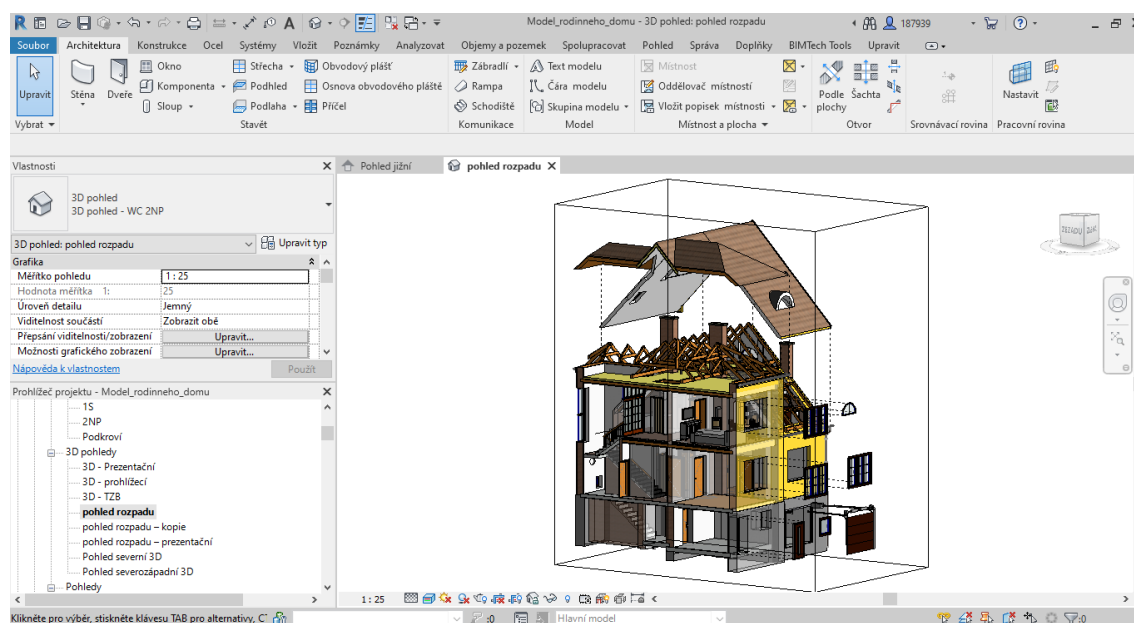 Model_rodinneho_domu - 3D pohled: pohled rozpadu
187939
Soubor Architektura Konstrukce Ocel Systémy Vložit Poznámky Analyzovat Objemy a pozemek Spolupracovat Pohled Správa Doplňky BIMTech Tools Upravit
Okno Střecha Obvodový plášť Zábradlí Text modelu Místnost
Komponenta Podhled Osnova obvodového pláště Rampa Čára modelu Oddělovač místností
Upravit Stěna Dveře Podle plochy Šachta Nastavit
Sloup Podlaha Příčel Schodiště Skupina modelu Vložit popisek místnosti
Vybrat Stavět Komunikace Model Místnost a plocha Otvor Srovnávací rovina Pracovní rovina
Vlastnosti X
Pohled jižní pohled rozpadu X
3D pohled
3D pohled - WC 2NP
3D pohled: pohled rozpadu Upravit typ
Grafika
Měřítko pohledu 1 : 25
Hodnota měřítka 1: 25
Úroveň detailu Jemný
Viditelnost součástí Zobrazit obě
Přepsání viditelnosti/zobrazení Upravit...
Možnosti grafického zobrazení Upravit...
Nápověda k vlastnostem Použít
Prohlížeč projektu - Model_rodinneho_domu X
1S
2NP
Podkroví
3D pohledy
3D - Prezentační
3D - prohlížecí
3D - TZB
pohled rozpadu
pohled rozpadu – kopie
pohled rozpadu – prezentační
Pohled severní 3D
Pohled severozápadní 3D
Pohledy
1 : 25
Klikněte pro výběr, stiskněte klávesu TAB pro alternativy, C :0 Hlavní model :0